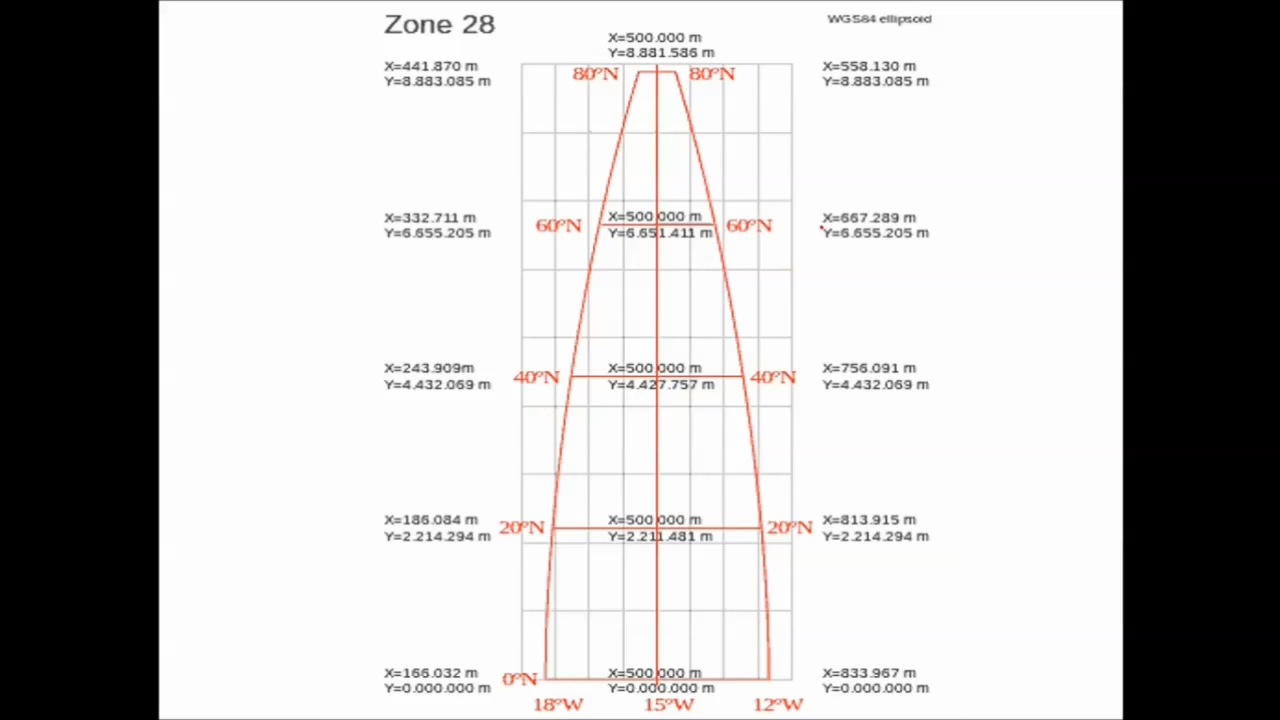 Zone 28
WGS84 ellipsoid
X=500.000 m
Y=8.881.586 m
X=441.870 m
Y=8.883.085 m
80°N
80°N
X=558.130 m
Y=8.883.085 m
X=332.711 m
Y=6.655.205 m
60°N
X=500.000 m
Y=6.651.411 m
60°N
X=667.289 m
Y=6.655.205 m
X=243.909m
Y=4.432.069 m
40°N
X=500.000 m
Y=4.427.757 m
40°N
X=756.091 m
Y=4.432.069 m
X=186.084 m
Y=2.214.294 m
20°N
X=500.000 m
Y=2.211.481 m
20°N
X=813.915 m
Y=2.214.294 m
X=166.032 m
Y=0.000.000 m
0°N
X=500.000 m
Y=0.000.000 m
X=833.967 m
Y=0.000.000 m
18°W
15°W
12°W